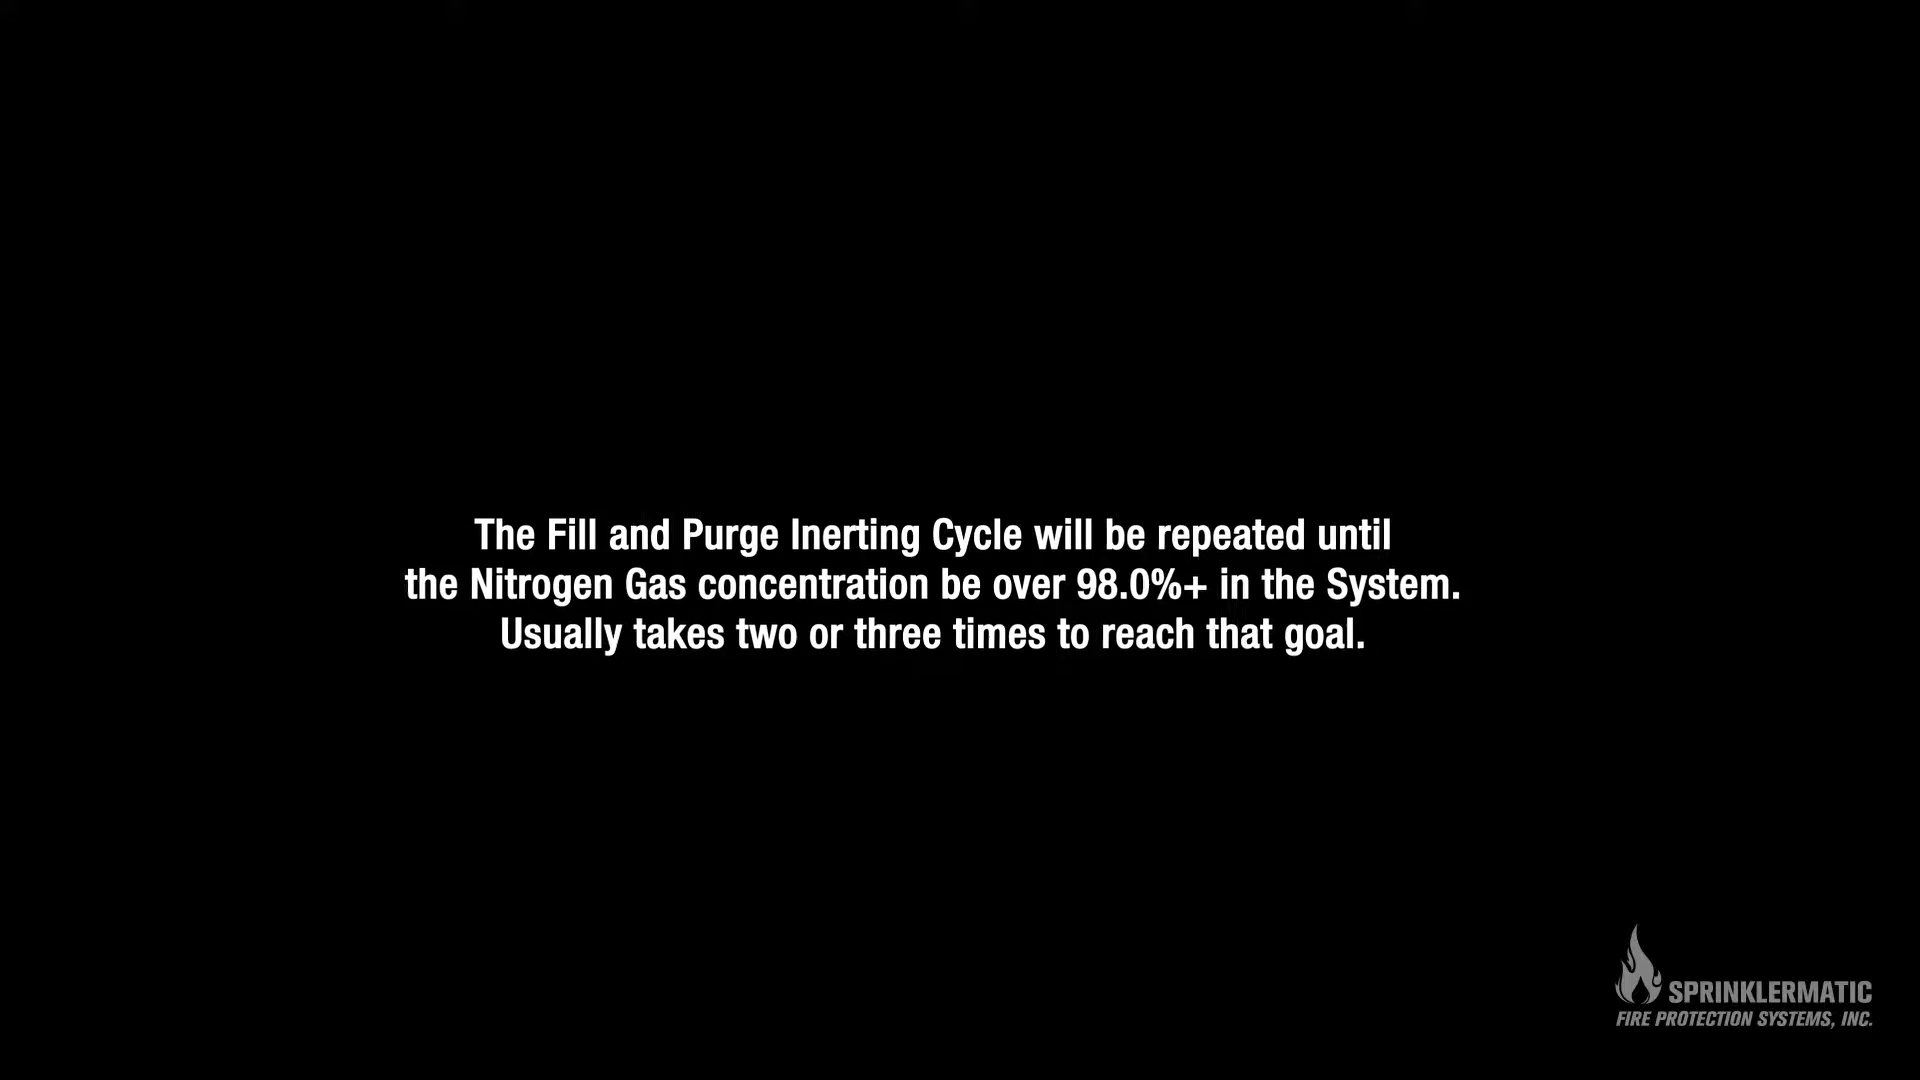 The Fill and Purge Inerting Cycle will be repeated until
the Nitrogen Gas concentration be over 98.0%+ in the System.
Usually takes two or three times to reach that goal.
SPRINKLERMATIC
FIRE PROTECTION SYSTEMS, INC.